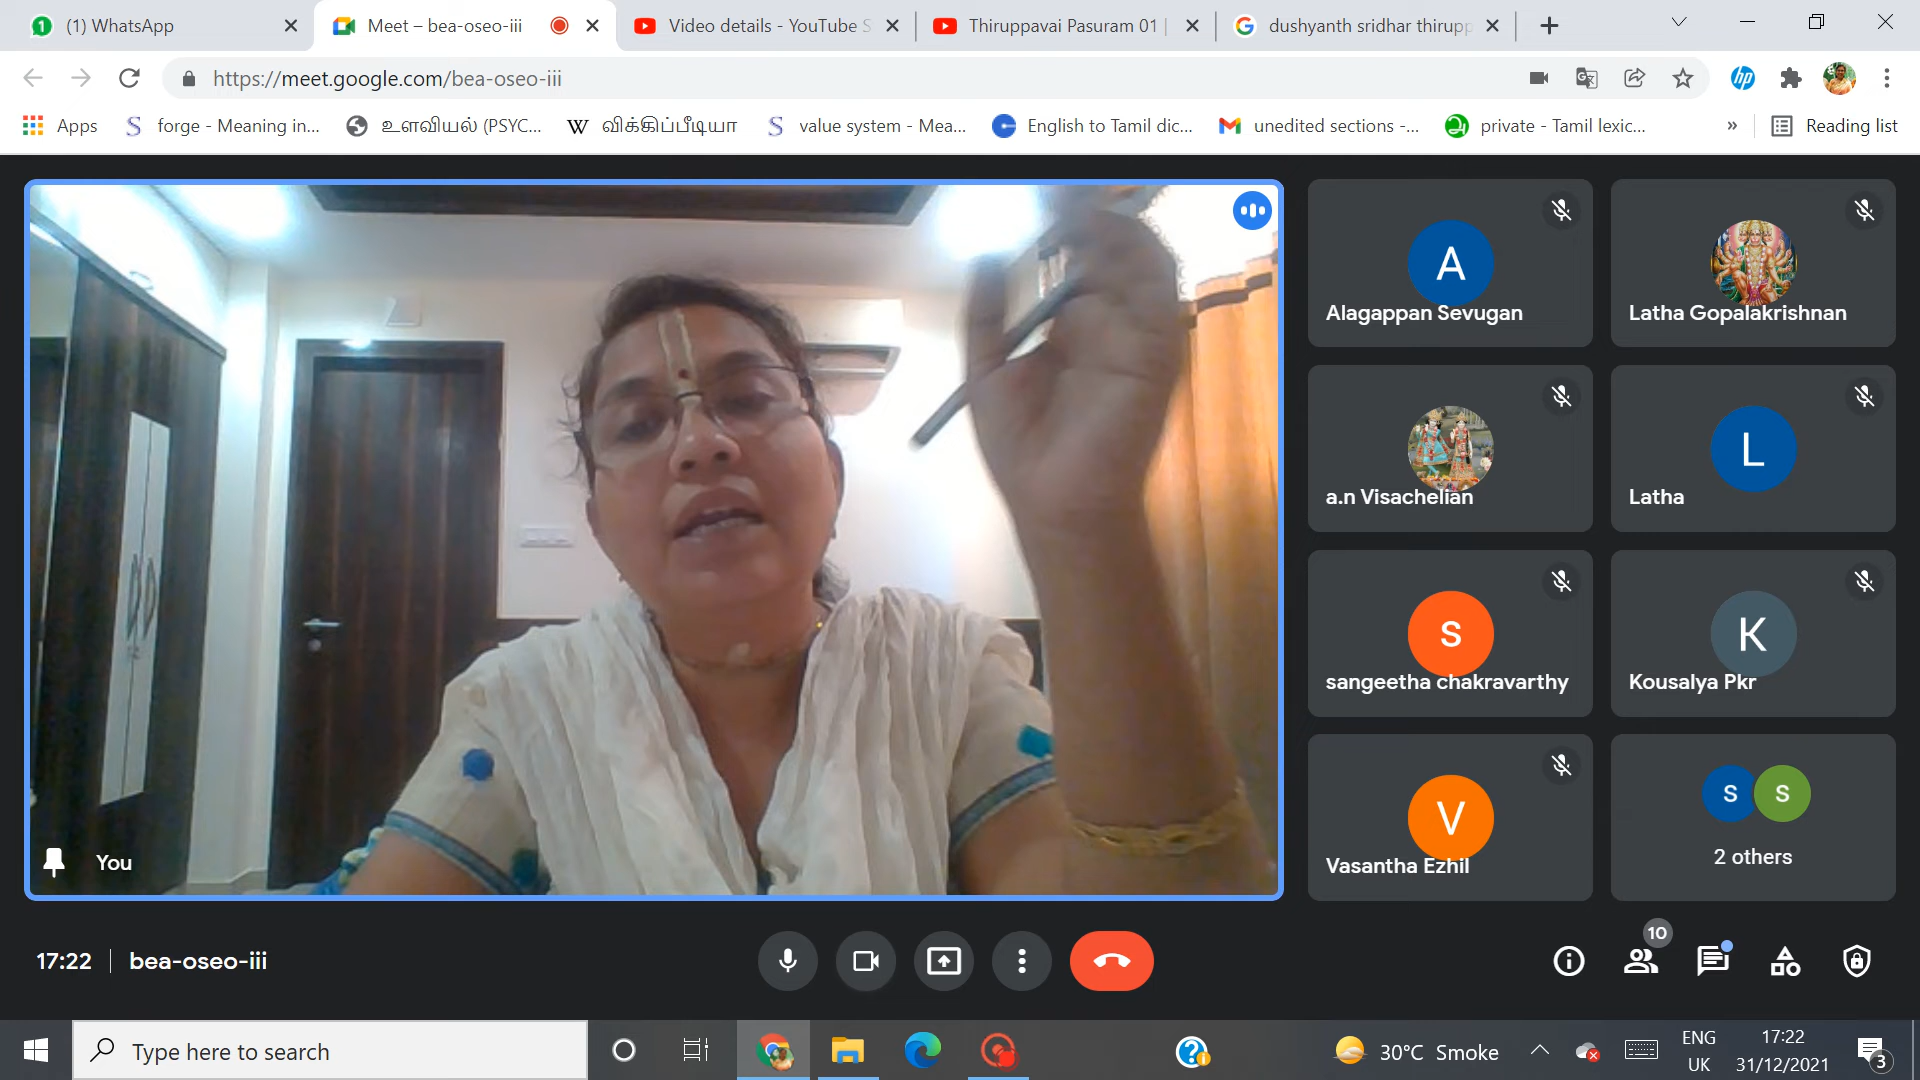 (1) WhatsApp
Meet – bea-oseo-iii
Video details - YouTube S
Thiruppavai Pasuram 01 |
dushyanth sridhar thirupp
https://meet.google.com/bea-oseo-iii
Apps
forge - Meaning in...
உளவியல் (PSYC...
விக்கிப்பீடியா
value system - Mea...
English to Tamil dic...
unedited sections -...
private - Tamil lexic...
»
Reading list
Alagappan Sevugan
Latha Gopalakrishnan
a.n Visachelian
Latha
sangeetha chakravarthy
Kousalya Pkr
Vasantha Ezhil
2 others
You
A
L
S
K
V
S
S
17:22
bea-oseo-iii
10
Type here to search
30°C Smoke
ENG
UK
17:22
31/12/2021
3